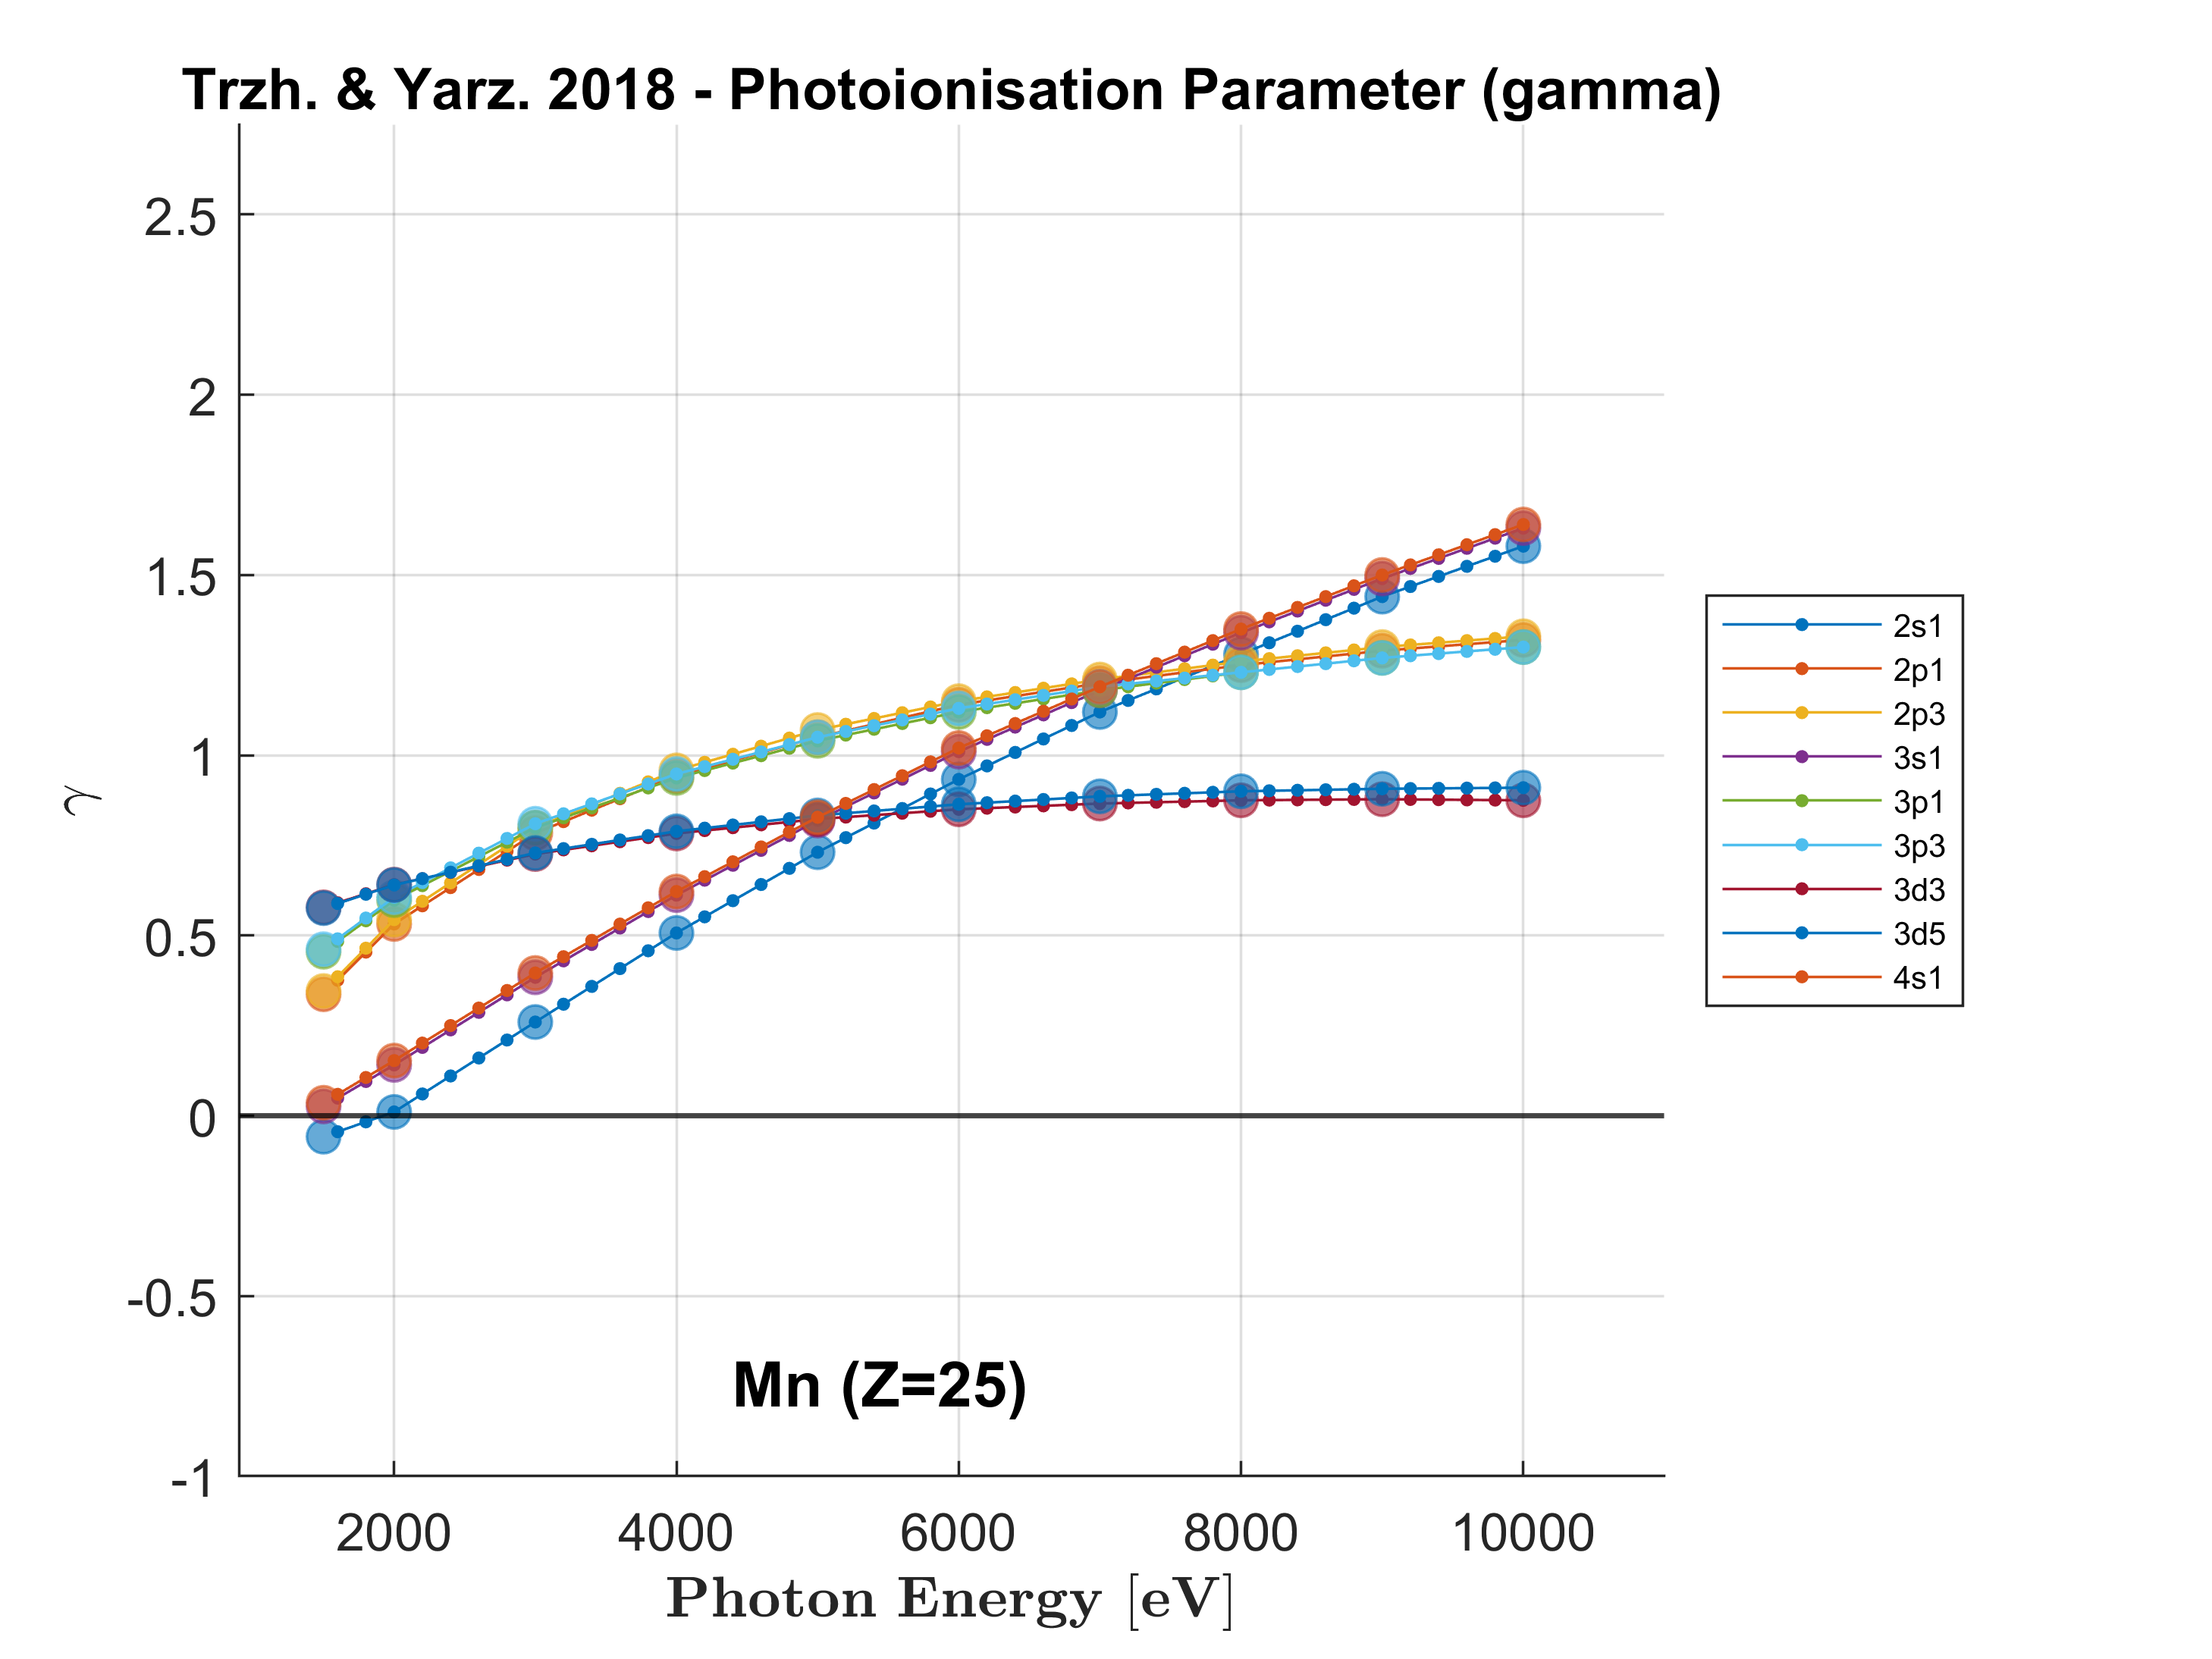 Trzh. & Yarz. 2018 - Photoionisation Parameter (gamma)
2.5
2
1.5
1
0.5
0
-0.5
-1
γ
2s1
2p1
2p3
3s1
3p1
3p3
3d3
3d5
4s1
Mn (Z=25)
2000 4000 6000 8000 10000
Photon Energy [eV]